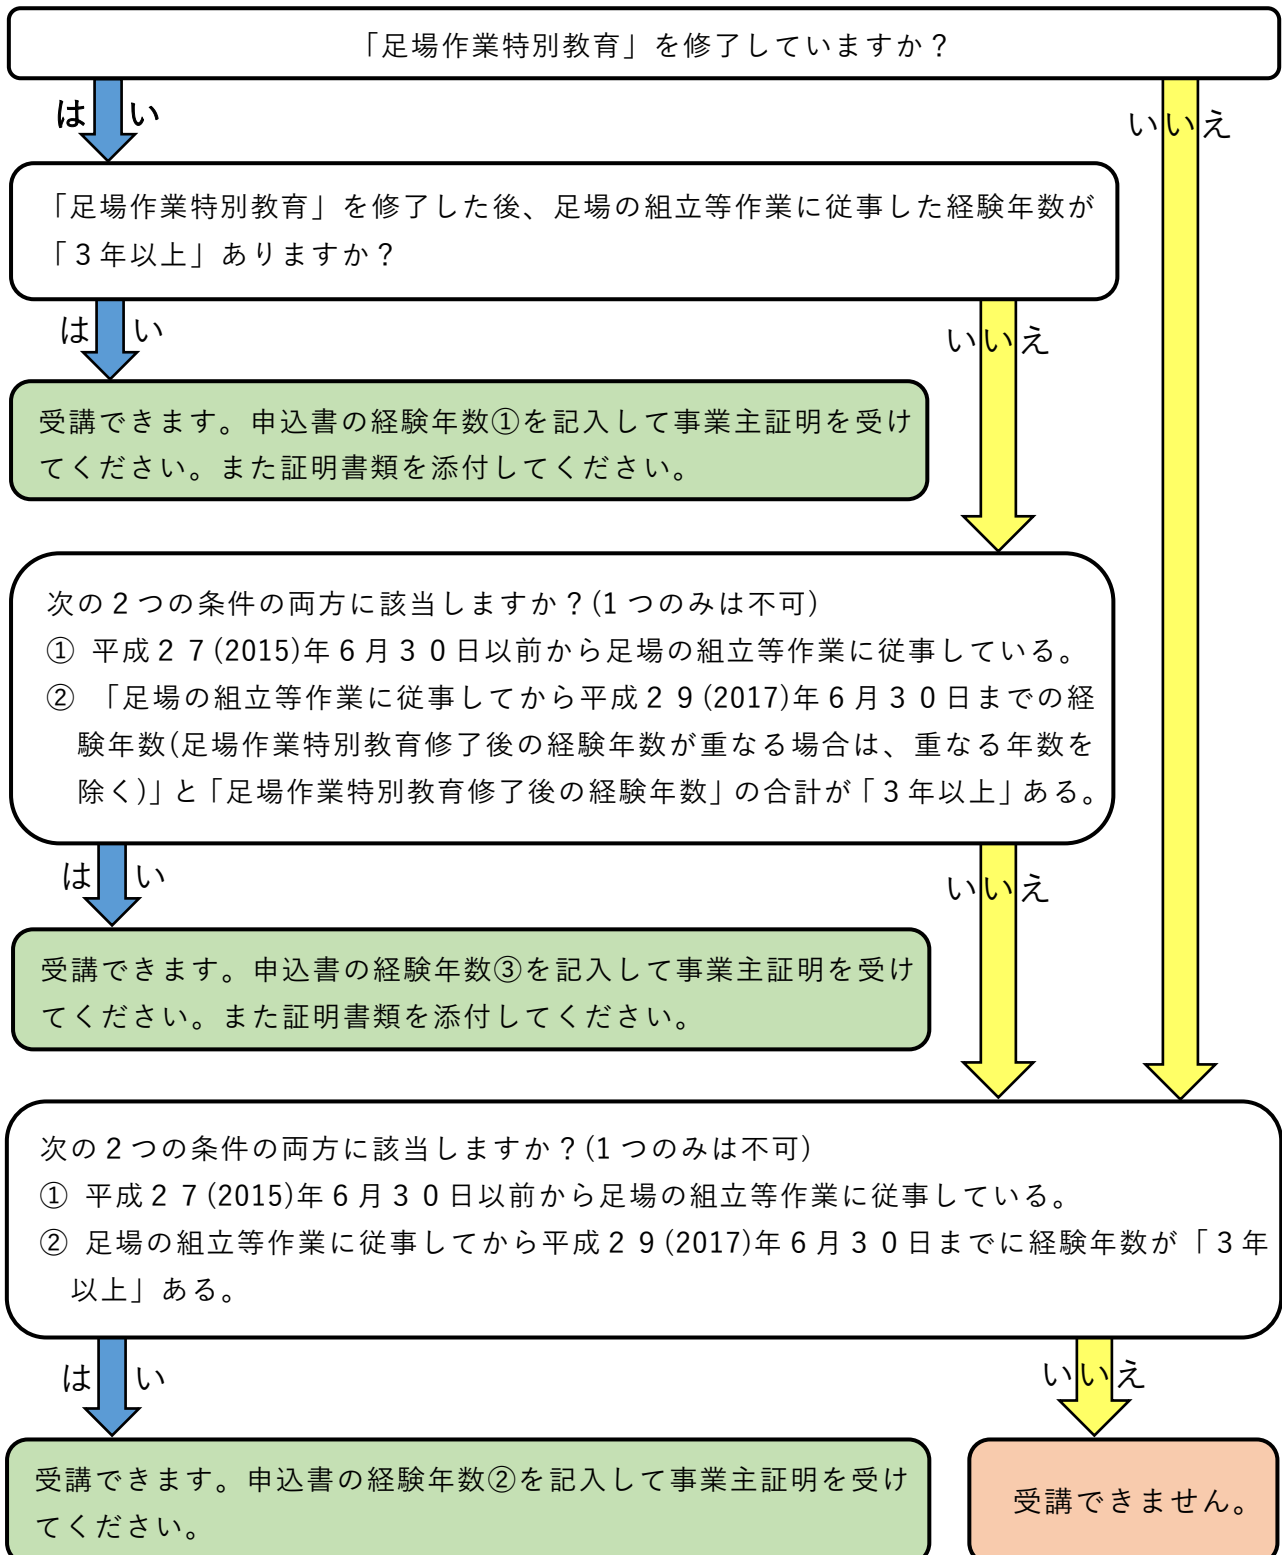 「足場作業特別教育」を修了していますか？
はい
いいえ
「足場作業特別教育」を修了した後、足場の組立等作業に従事した経験年数が
「３年以上」ありますか？
はい
いいえ
受講できます。申込書の経験年数①を記入して事業主証明を受け
てください。また証明書類を添付してください。
次の２つの条件の両方に該当しますか？(１つのみは不可)
① 平成２７(2015)年６月３０日以前から足場の組立等作業に従事している。
② 「足場の組立等作業に従事してから平成２９(2017)年６月３０日までの経
験年数(足場作業特別教育修了後の経験年数が重なる場合は、重なる年数を
除く)」と「足場作業特別教育修了後の経験年数」の合計が「３年以上」ある。
はい
いいえ
受講できます。申込書の経験年数③を記入して事業主証明を受け
てください。また証明書類を添付してください。
次の２つの条件の両方に該当しますか？(１つのみは不可)
① 平成２７(2015)年６月３０日以前から足場の組立等作業に従事している。
② 足場の組立等作業に従事してから平成２９(2017)年６月３０日までに経験年数が「３年
以上」ある。
はい
いいえ
受講できます。申込書の経験年数②を記入して事業主証明を受け
てください。
受講できません。